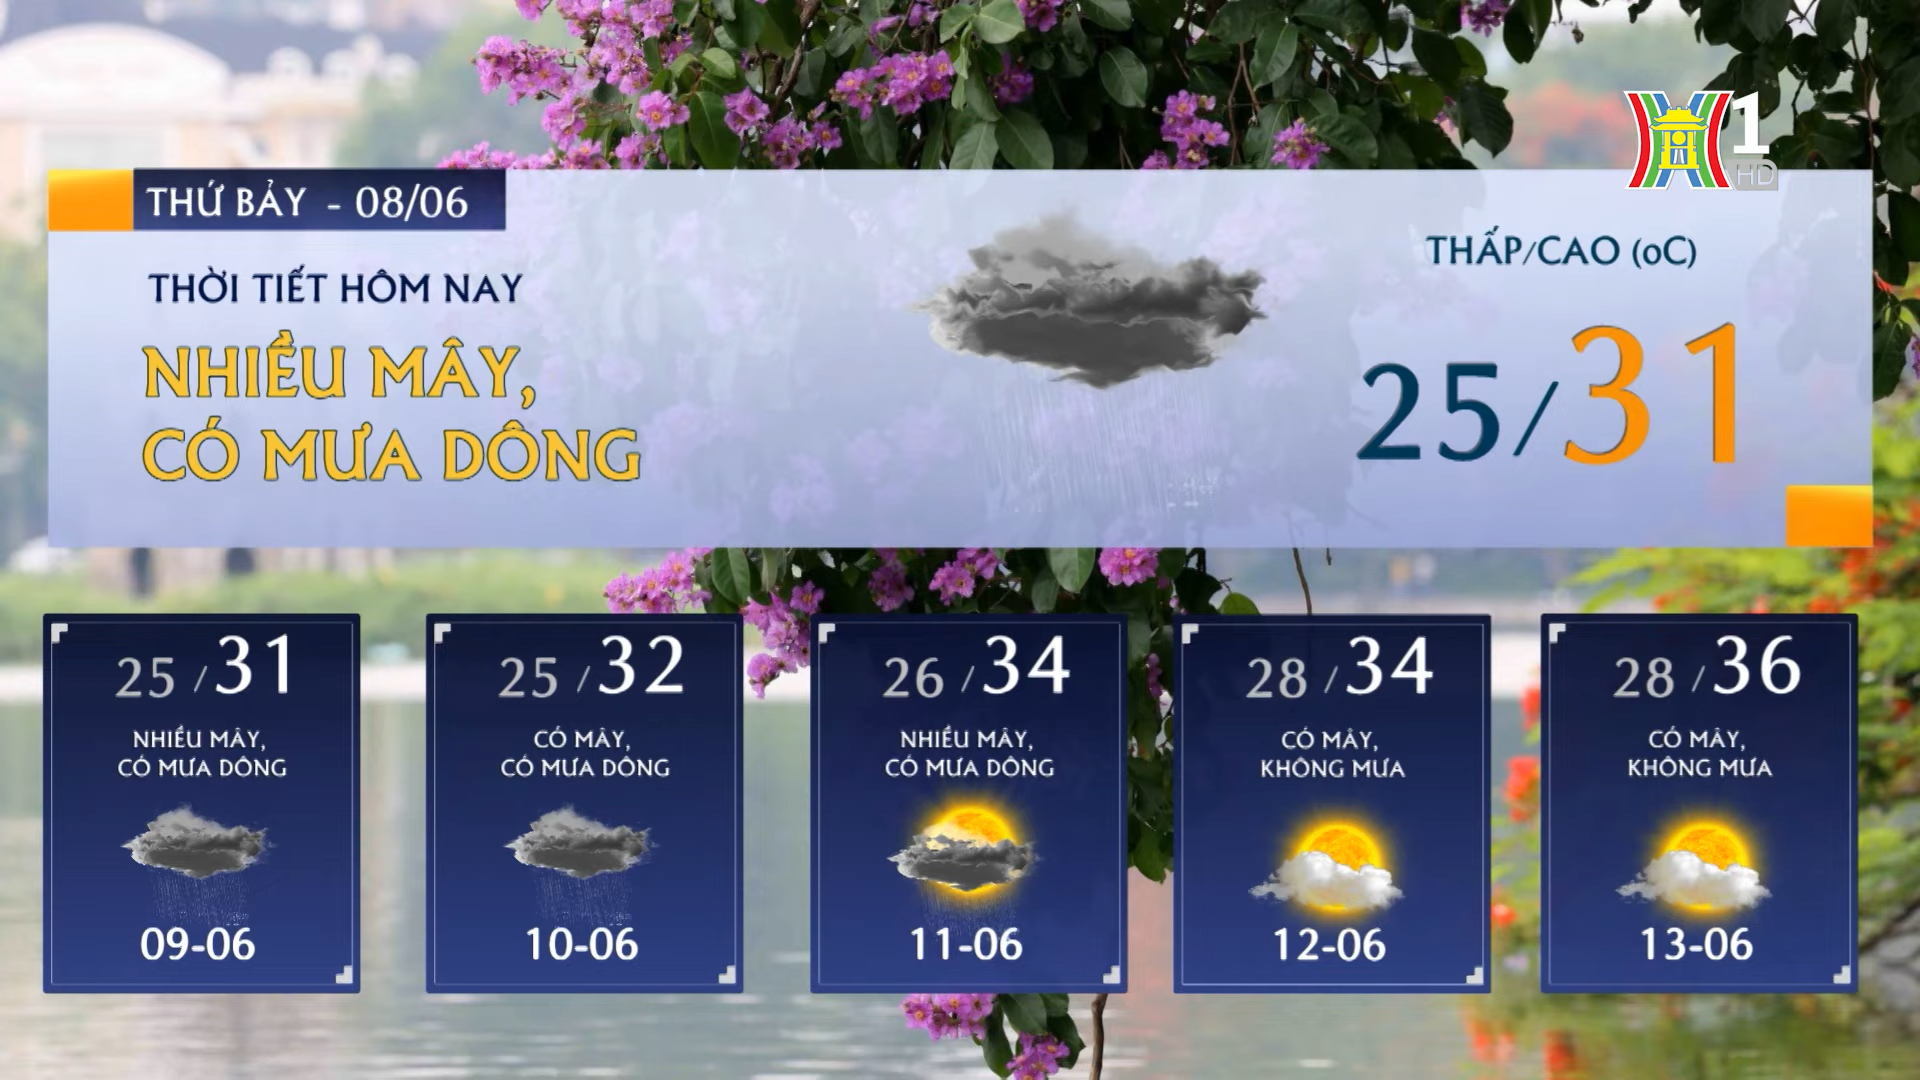 1
HD
THỨ BẢY - 08/06
THỜI TIẾT HÔM NAY
NHIỀU MÂY,
CÓ MƯA DÔNG
THẤP/CAO (oC)
25/31
25/31
NHIỀU MÂY,
CÓ MƯA DÔNG
09-06
25/32
CÓ MÂY,
CÓ MƯA DÔNG
10-06
26/34
NHIỀU MÂY,
CÓ MƯA DÔNG
11-06
28/34
CÓ MÂY,
KHÔNG MƯA
12-06
28/36
CÓ MÂY,
KHÔNG MƯA
13-06